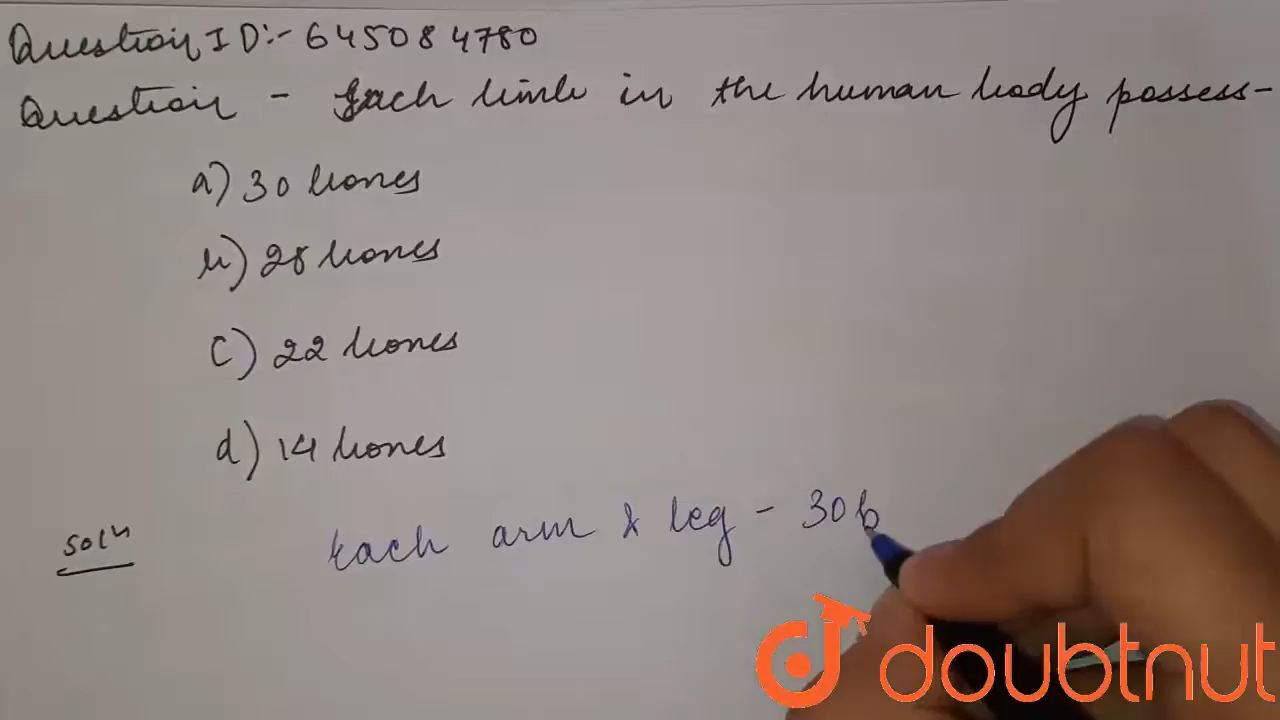 Question ID:- 645084780
Question - Each limb in the human body possess-
a) 30 bones
b) 28 bones
c) 22 bones
d) 14 bones
Soln
Each arm & leg - 30 b
doubtnut